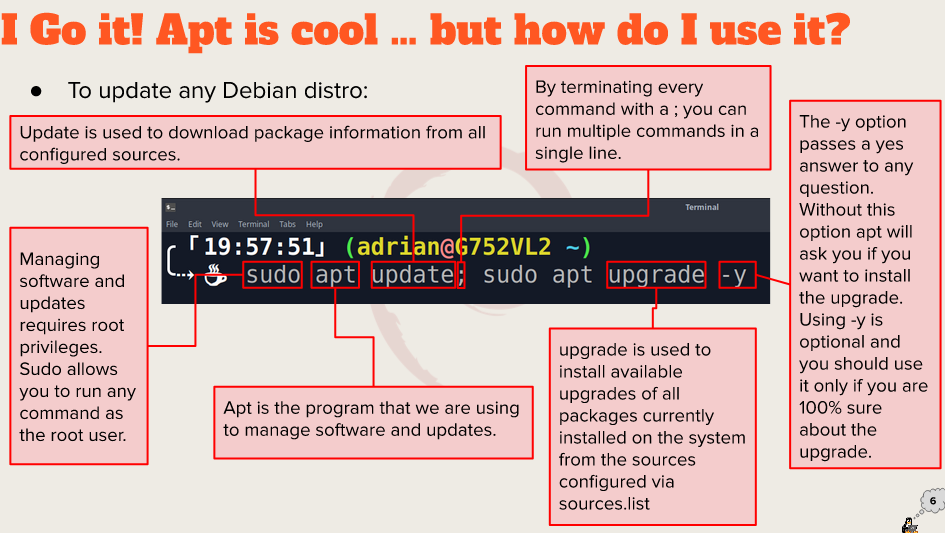 I Go it! Apt is cool ... but how do I use it?
● To update any Debian distro:
Update is used to download package information from all
configured sources.
By terminating every
command with a ; you can
run multiple commands in a
single line.
The -y option
passes a yes
answer to any
question.
Without this
option apt will
ask you if you
want to install
the upgrade.
Using -y is
optional and
you should use
it only if you are
100% sure
about the
upgrade.
Terminal
File Edit View Terminal Tabs Help
「19:57:51」 (adrian@G752VL2 ~)
sudo apt update; sudo apt upgrade -y
Managing
software and
updates
requires root
privileges.
Sudo allows
you to run any
command as
the root user.
Apt is the program that we are using
to manage software and updates.
upgrade is used to
install available
upgrades of all
packages currently
installed on the system
from the sources
configured via
sources.list
6